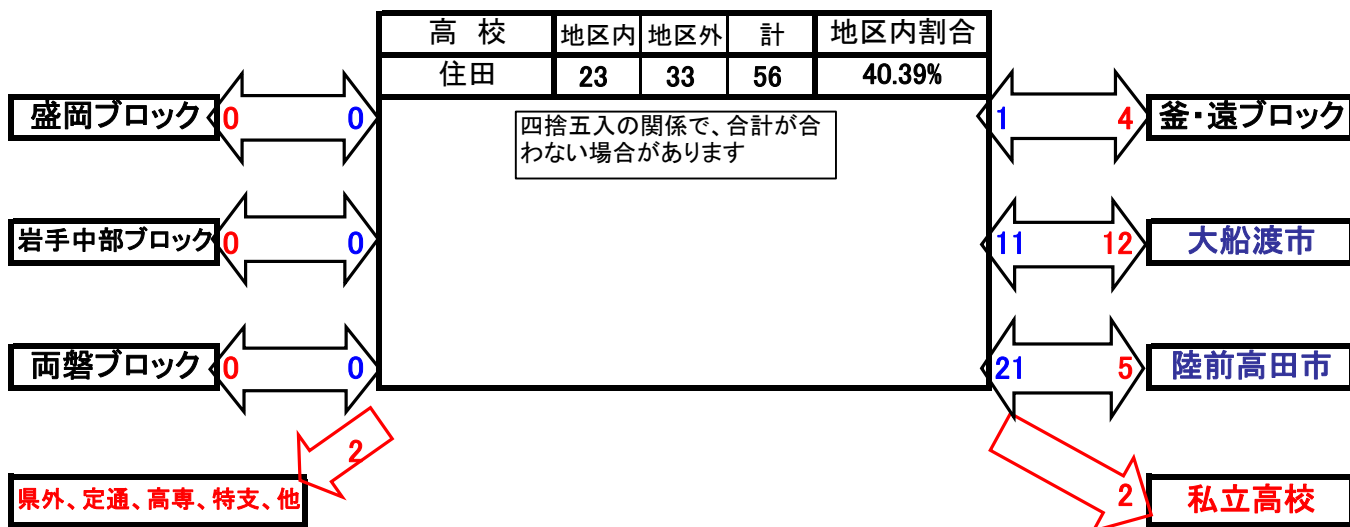 高 校 地区内 地区外 計 地区内割合
住田 23 33 56 40.39%
四捨五入の関係で、合計が合
わない場合があります
盛岡ブロック 0 0
1 4 釜・遠ブロック
岩手中部ブロック 0 0
11 12 大船渡市
両磐ブロック 0 0
21 5 陸前高田市
2
県外、定通、高専、特支、他
2 私立高校